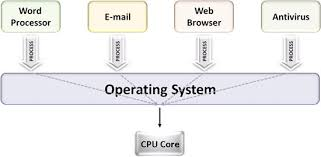 Word
Processor
E-mail
Web
Browser
Antivirus
PROCESS
PROCESS
PROCESS
PROCESS
Operating System
CPU Core